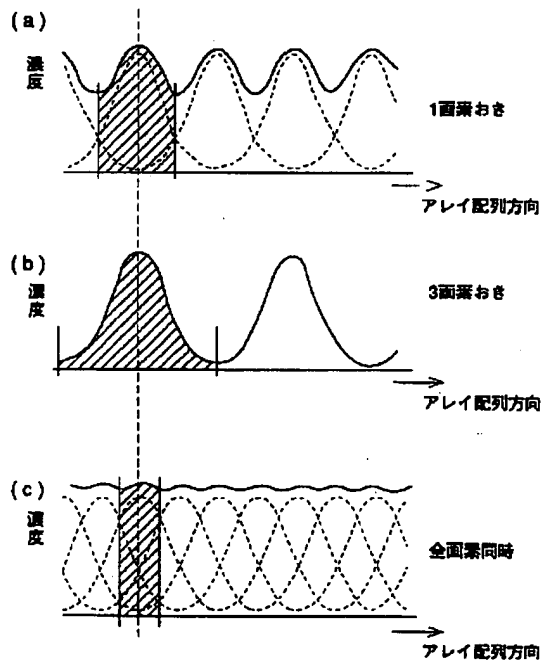 (a)
濃度
1画素おき
アレイ配列方向
(b)
濃度
3画素おき
アレイ配列方向
(c)
濃度
全画素同時
アレイ配列方向